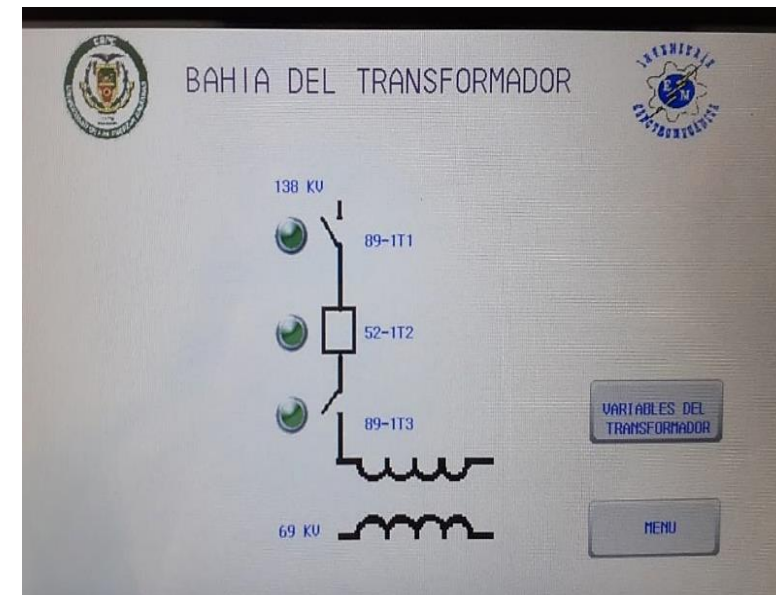 BAHIA DEL TRANSFORMADOR
138 KV
89-1T1
52-1T2
89-1T3
69 KV
VARIABLES DEL
TRANSFORMADOR
MENU